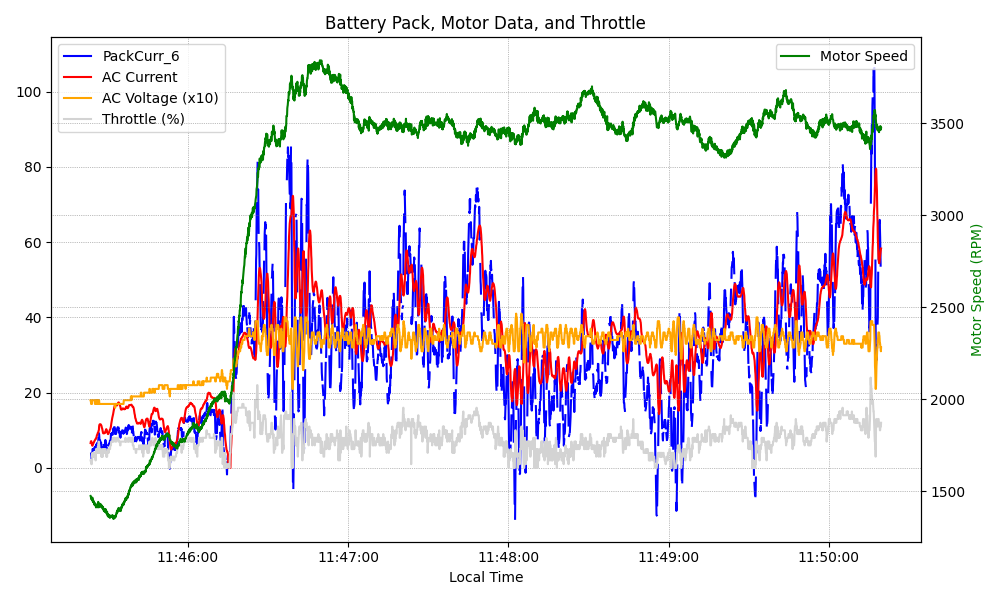 Battery Pack, Motor Data, and Throttle
PackCurr_6
AC Current
AC Voltage (x10)
Throttle (%)
Motor Speed
100
80
60
40
20
0
3500
3000
2500
2000
1500
Motor Speed (RPM)
11:46:00
11:47:00
11:48:00
11:49:00
11:50:00
Local Time